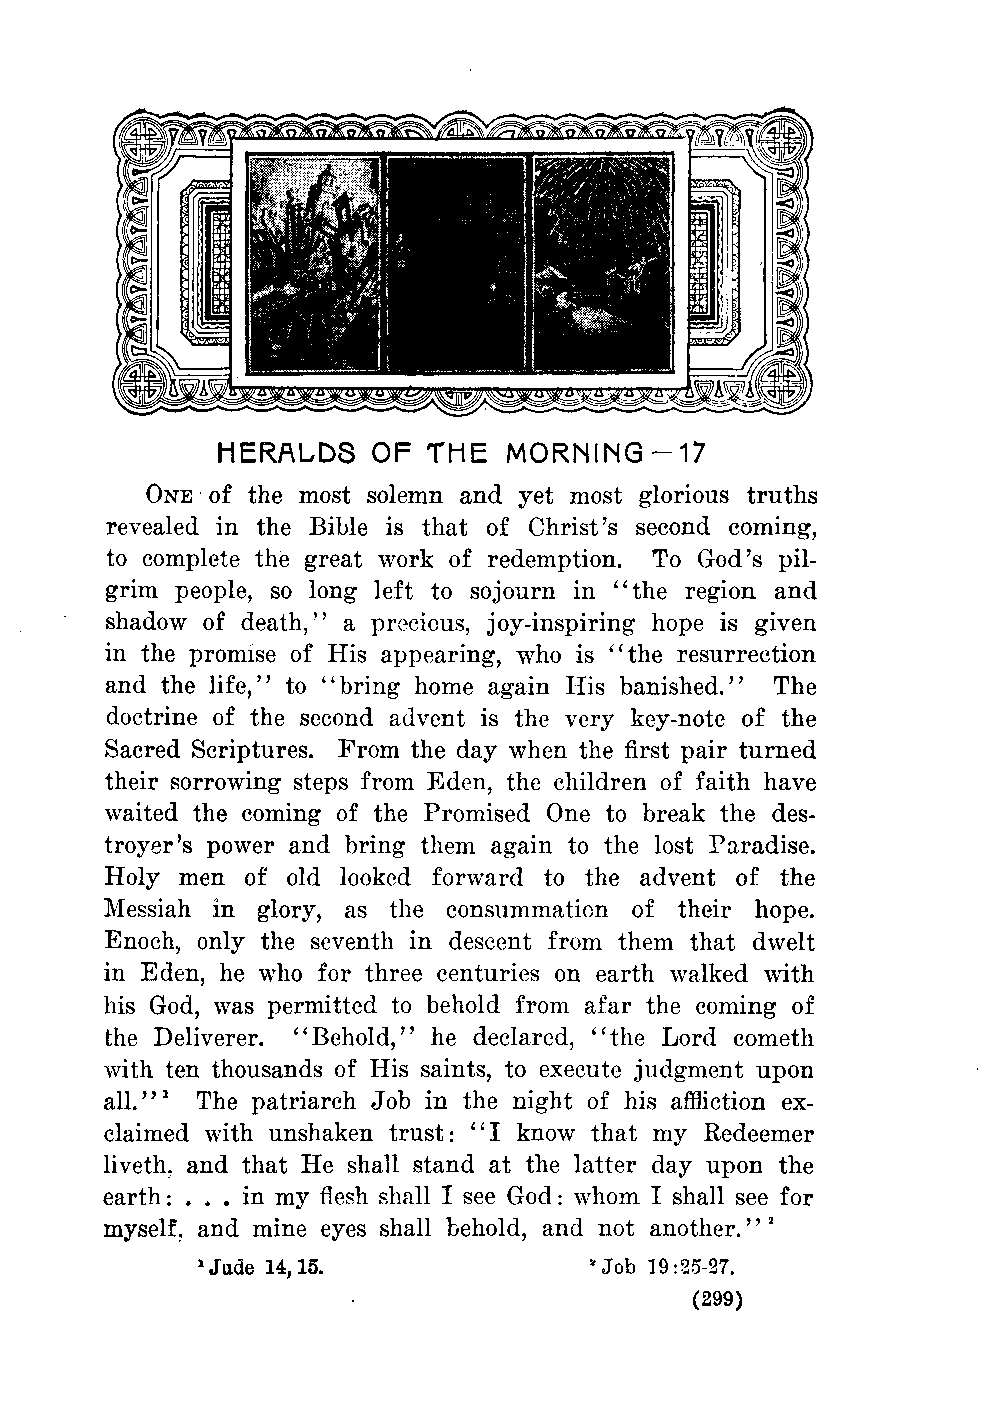 HERALDS OF THE MORNING—17
ONE of the most solemn and yet most glorious truths
revealed in the Bible is that of Christ's second coming,
to complete the great work of redemption. To God's pil-
grim people, so long left to sojourn in "the region and
shadow of death," a precious, joy-inspiring hope is given
in the promise of His appearing, who is "the resurrection
and the life," to "bring home again His banished." The
doctrine of the second advent is the very key-note of the
Sacred Scriptures. From the day when the first pair turned
their sorrowing steps from Eden, the children of faith have
waited the coming of the Promised One to break the des-
troyer's power and bring them again to the lost Paradise.
Holy men of old looked forward to the advent of the
Messiah in glory, as the consummation of their hope.
Enoch, only the seventh in descent from them that dwelt
in Eden, he who for three centuries on earth walked with
his God, was permitted to behold from afar the coming of
the Deliverer. "Behold," he declared, "the Lord cometh
with ten thousands of His saints, to execute judgment upon
all."¹ The patriarch Job in the night of his affliction ex-
claimed with unshaken trust: "I know that my Redeemer
liveth, and that He shall stand at the latter day upon the
earth: . . . in my flesh shall I see God: whom I shall see for
myself, and mine eyes shall behold, and not another."²
¹Jude 14, 15. ²Job 19:25-27.
(299)